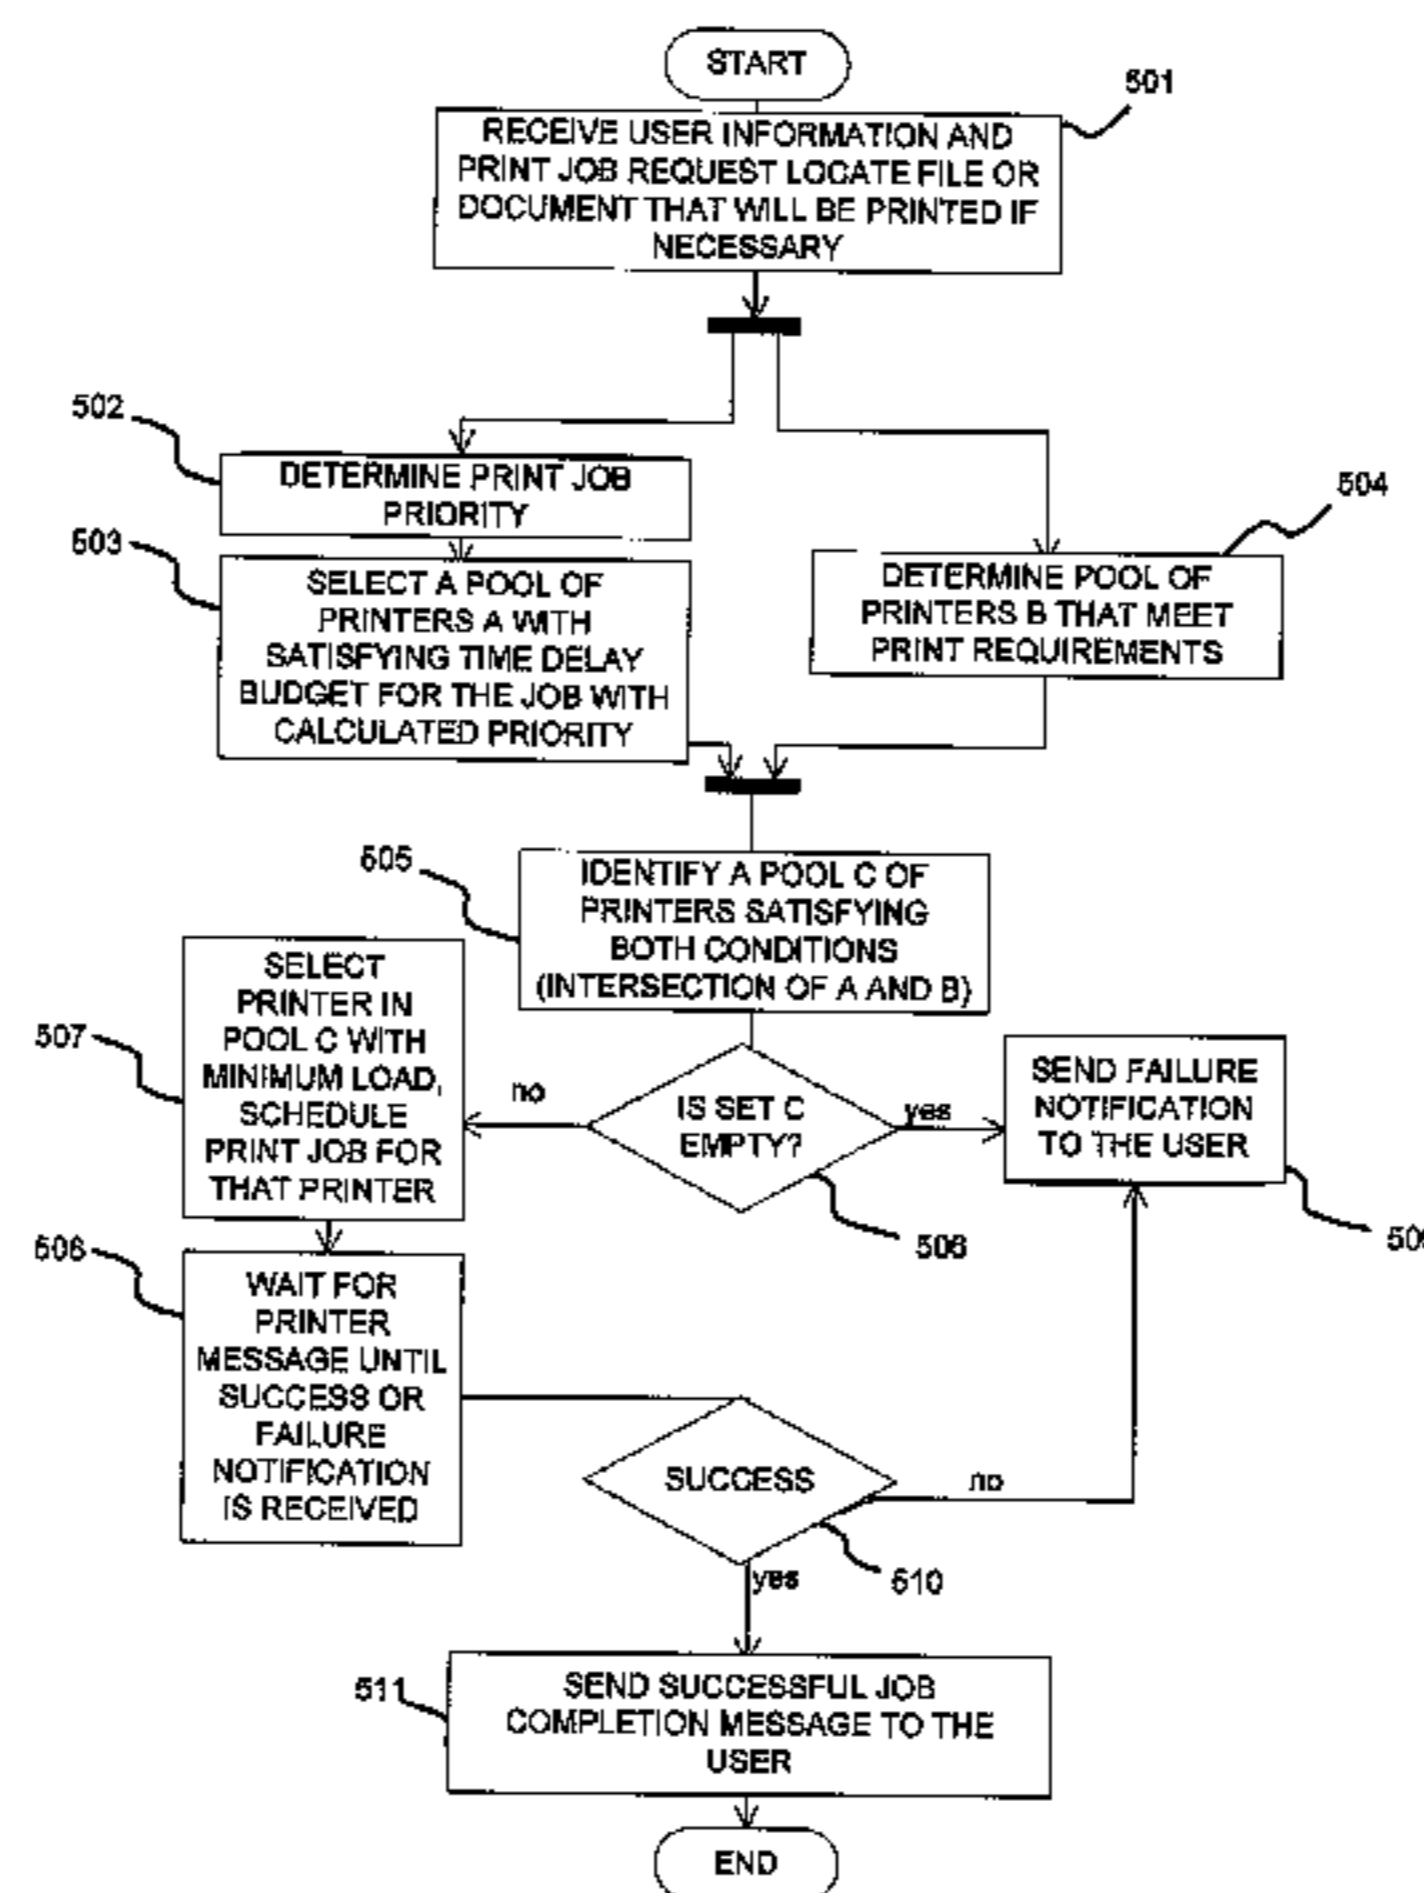 START
501
RECEIVE USER INFORMATION AND
PRINT JOB REQUEST LOCATE FILE OR
DOCUMENT THAT WILL BE PRINTED IF
NECESSARY
502
DETERMINE PRINT JOB
PRIORITY
504
503
SELECT A POOL OF
PRINTERS A WITH
SATISFYING TIME DELAY
BUDGET FOR THE JOB WITH
CALCULATED PRIORITY
DETERMINE POOL OF
PRINTERS B THAT MEET
PRINT REQUIREMENTS
505
IDENTIFY A POOL C OF
PRINTERS SATISFYING
BOTH CONDITIONS
(INTERSECTION OF A AND B)
507
SELECT
PRINTER IN
POOL C WITH
MINIMUM LOAD,
SCHEDULE
PRINT JOB FOR
THAT PRINTER
no
IS SET C
EMPTY?
yes
SEND FAILURE
NOTIFICATION
TO THE USER
506
508
WAIT FOR
PRINTER
MESSAGE UNTIL
SUCCESS OR
FAILURE
NOTIFICATION
IS RECEIVED
SUCCESS
no
510
yes
511
SEND SUCCESSFUL JOB
COMPLETION MESSAGE TO THE
USER
END